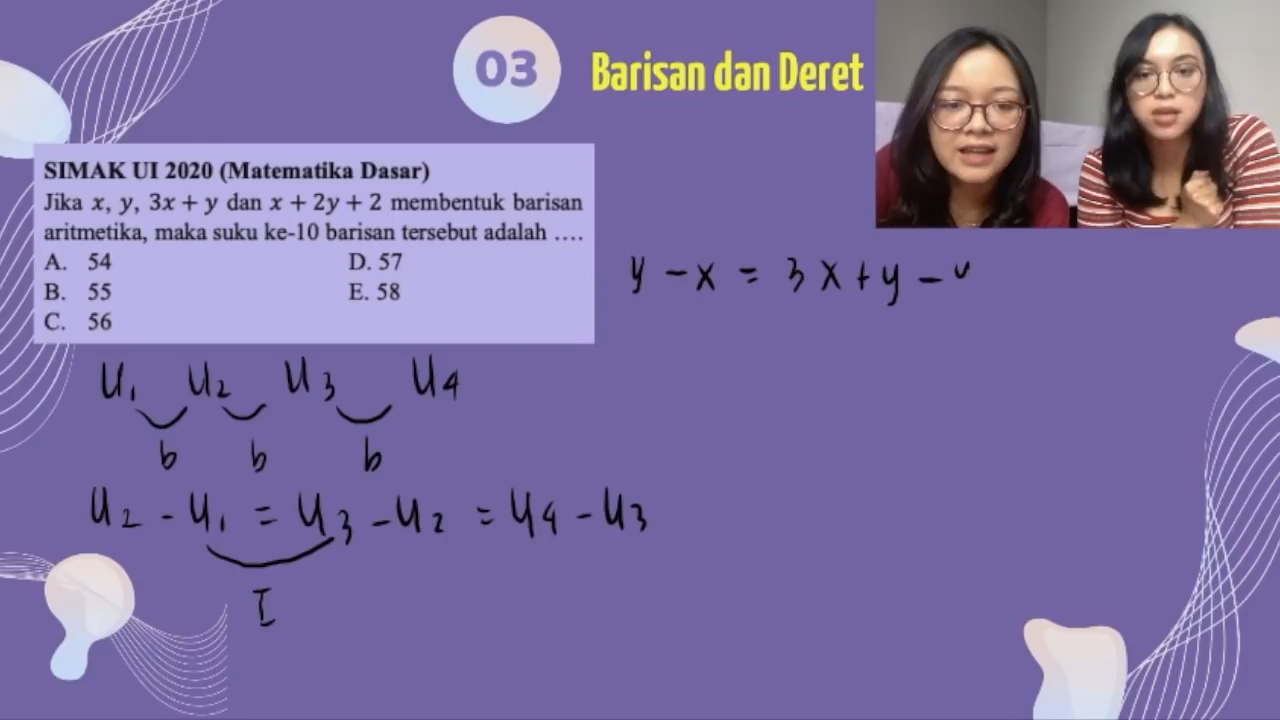 03
Barisan dan Deret
SIMAK UI 2020 (Matematika Dasar)
Jika x, y, 3x + y dan x + 2y + 2 membentuk barisan
aritmetika, maka suku ke-10 barisan tersebut adalah ....
A. 54
D. 57
B. 55
E. 58
C. 56
y - x = 3x + y -
U₁ U₂ U₃ U₄
b b b
U₂ - U₁ = U₃ - U₂ = U₄ - U₃
I